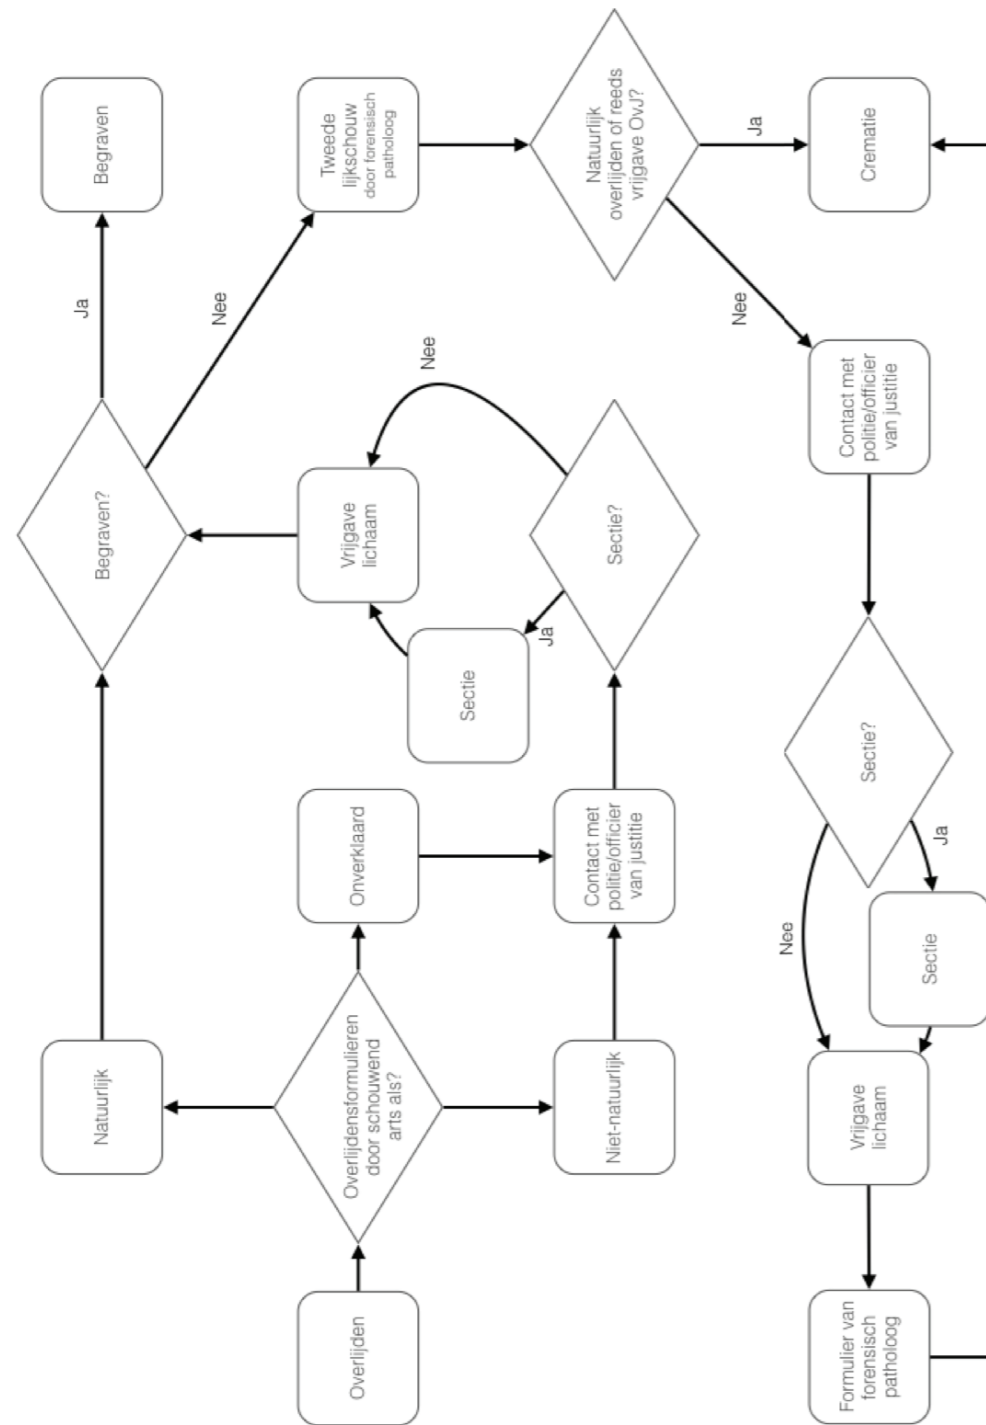 Overlijden
Overlijdensformulieren
door schouwend
arts als?
Natuurlijk
Onverklaard
Niet-natuurlijk
Contact met
politie/officier
van justitie
Sectie?
Ja
Nee
Sectie
Vrijgave
lichaam
Begraven?
Ja
Nee
Begraven
Tweede
lijkschouw
door forensisch
patholoog
Natuurlijk
overlijden of reeds
vrijgave OvJ?
Ja
Nee
Crematie
Contact met
politie/officier
van justitie
Sectie?
Nee
Ja
Sectie
Vrijgave
lichaam
Formulier van
forensisch
patholoog